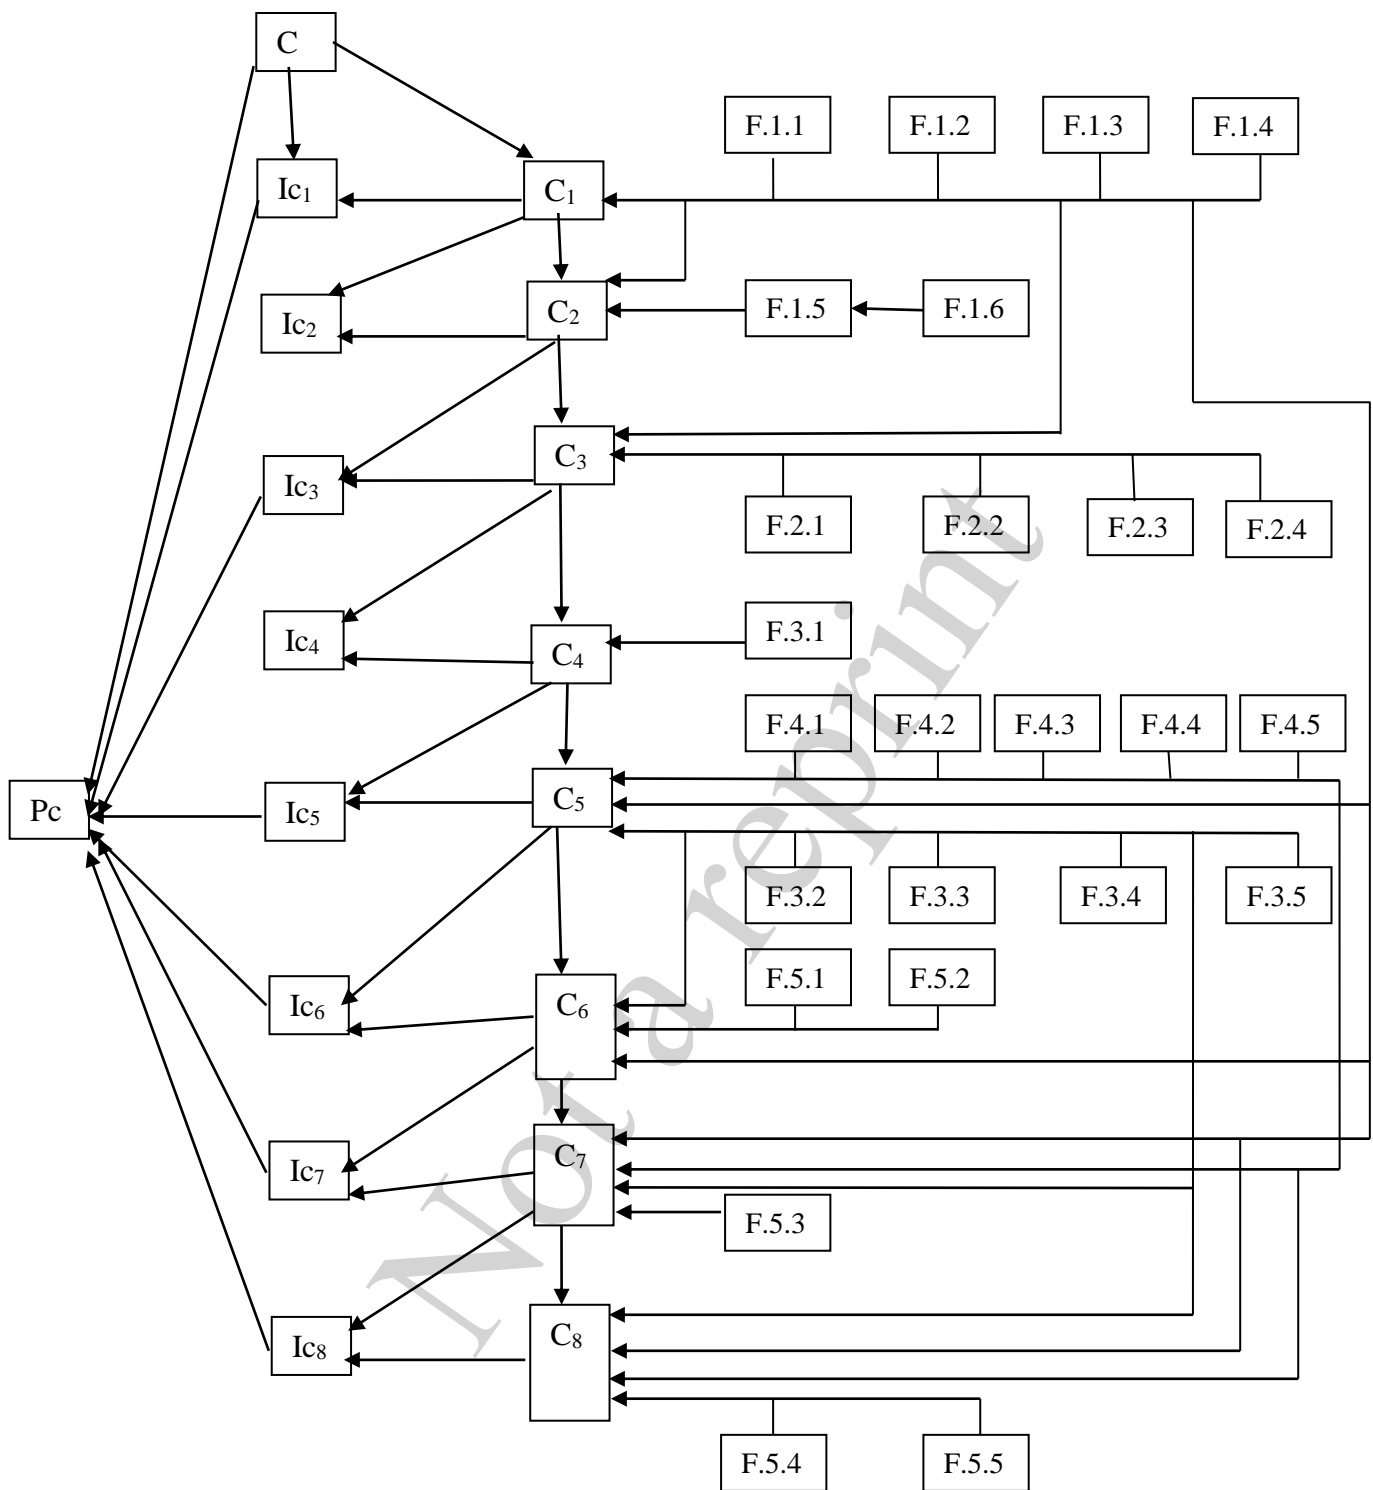 C
F.1.1 F.1.2 F.1.3 F.1.4
Ic₁ C₁
Ic₂ C₂ F.1.5 F.1.6
Ic₃ C₃
F.2.1 F.2.2 F.2.3 F.2.4
Ic₄ C₄ F.3.1
F.4.1 F.4.2 F.4.3 F.4.4 F.4.5
Pc Ic₅ C₅
F.3.2 F.3.3 F.3.4 F.3.5
F.5.1 F.5.2
Ic₆ C₆
Ic₇ C₇
F.5.3
Ic₈ C₈
F.5.4 F.5.5
Not a reprint